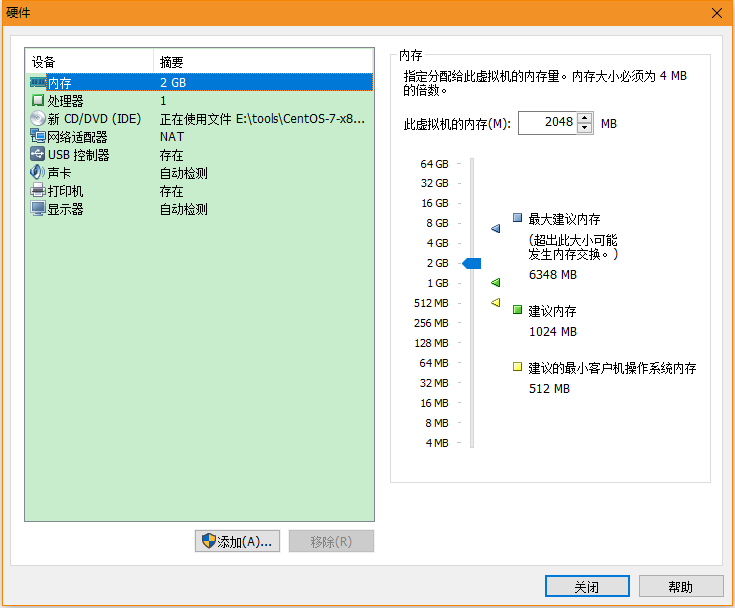 硬件
设备 摘要
内存 2 GB
处理器 1
新 CD/DVD (IDE) 正在使用文件 E:\tools\CentOS-7-x8...
网络适配器 NAT
USB 控制器 存在
声卡 自动检测
打印机 存在
显示器 自动检测
添加(A)... 移除(R)
内存
指定分配给此虚拟机的内存量。内存大小必须为 4 MB
的倍数。
此虚拟机的内存(M): 2048 MB
64 GB
32 GB
16 GB
8 GB
4 GB
2 GB
1 GB
512 MB
256 MB
128 MB
64 MB
32 MB
16 MB
8 MB
4 MB
最大建议内存
(超出此大小可能
发生内存交换。)
6348 MB
建议内存
1024 MB
建议的最小客户机操作系统内存
512 MB
关闭 帮助